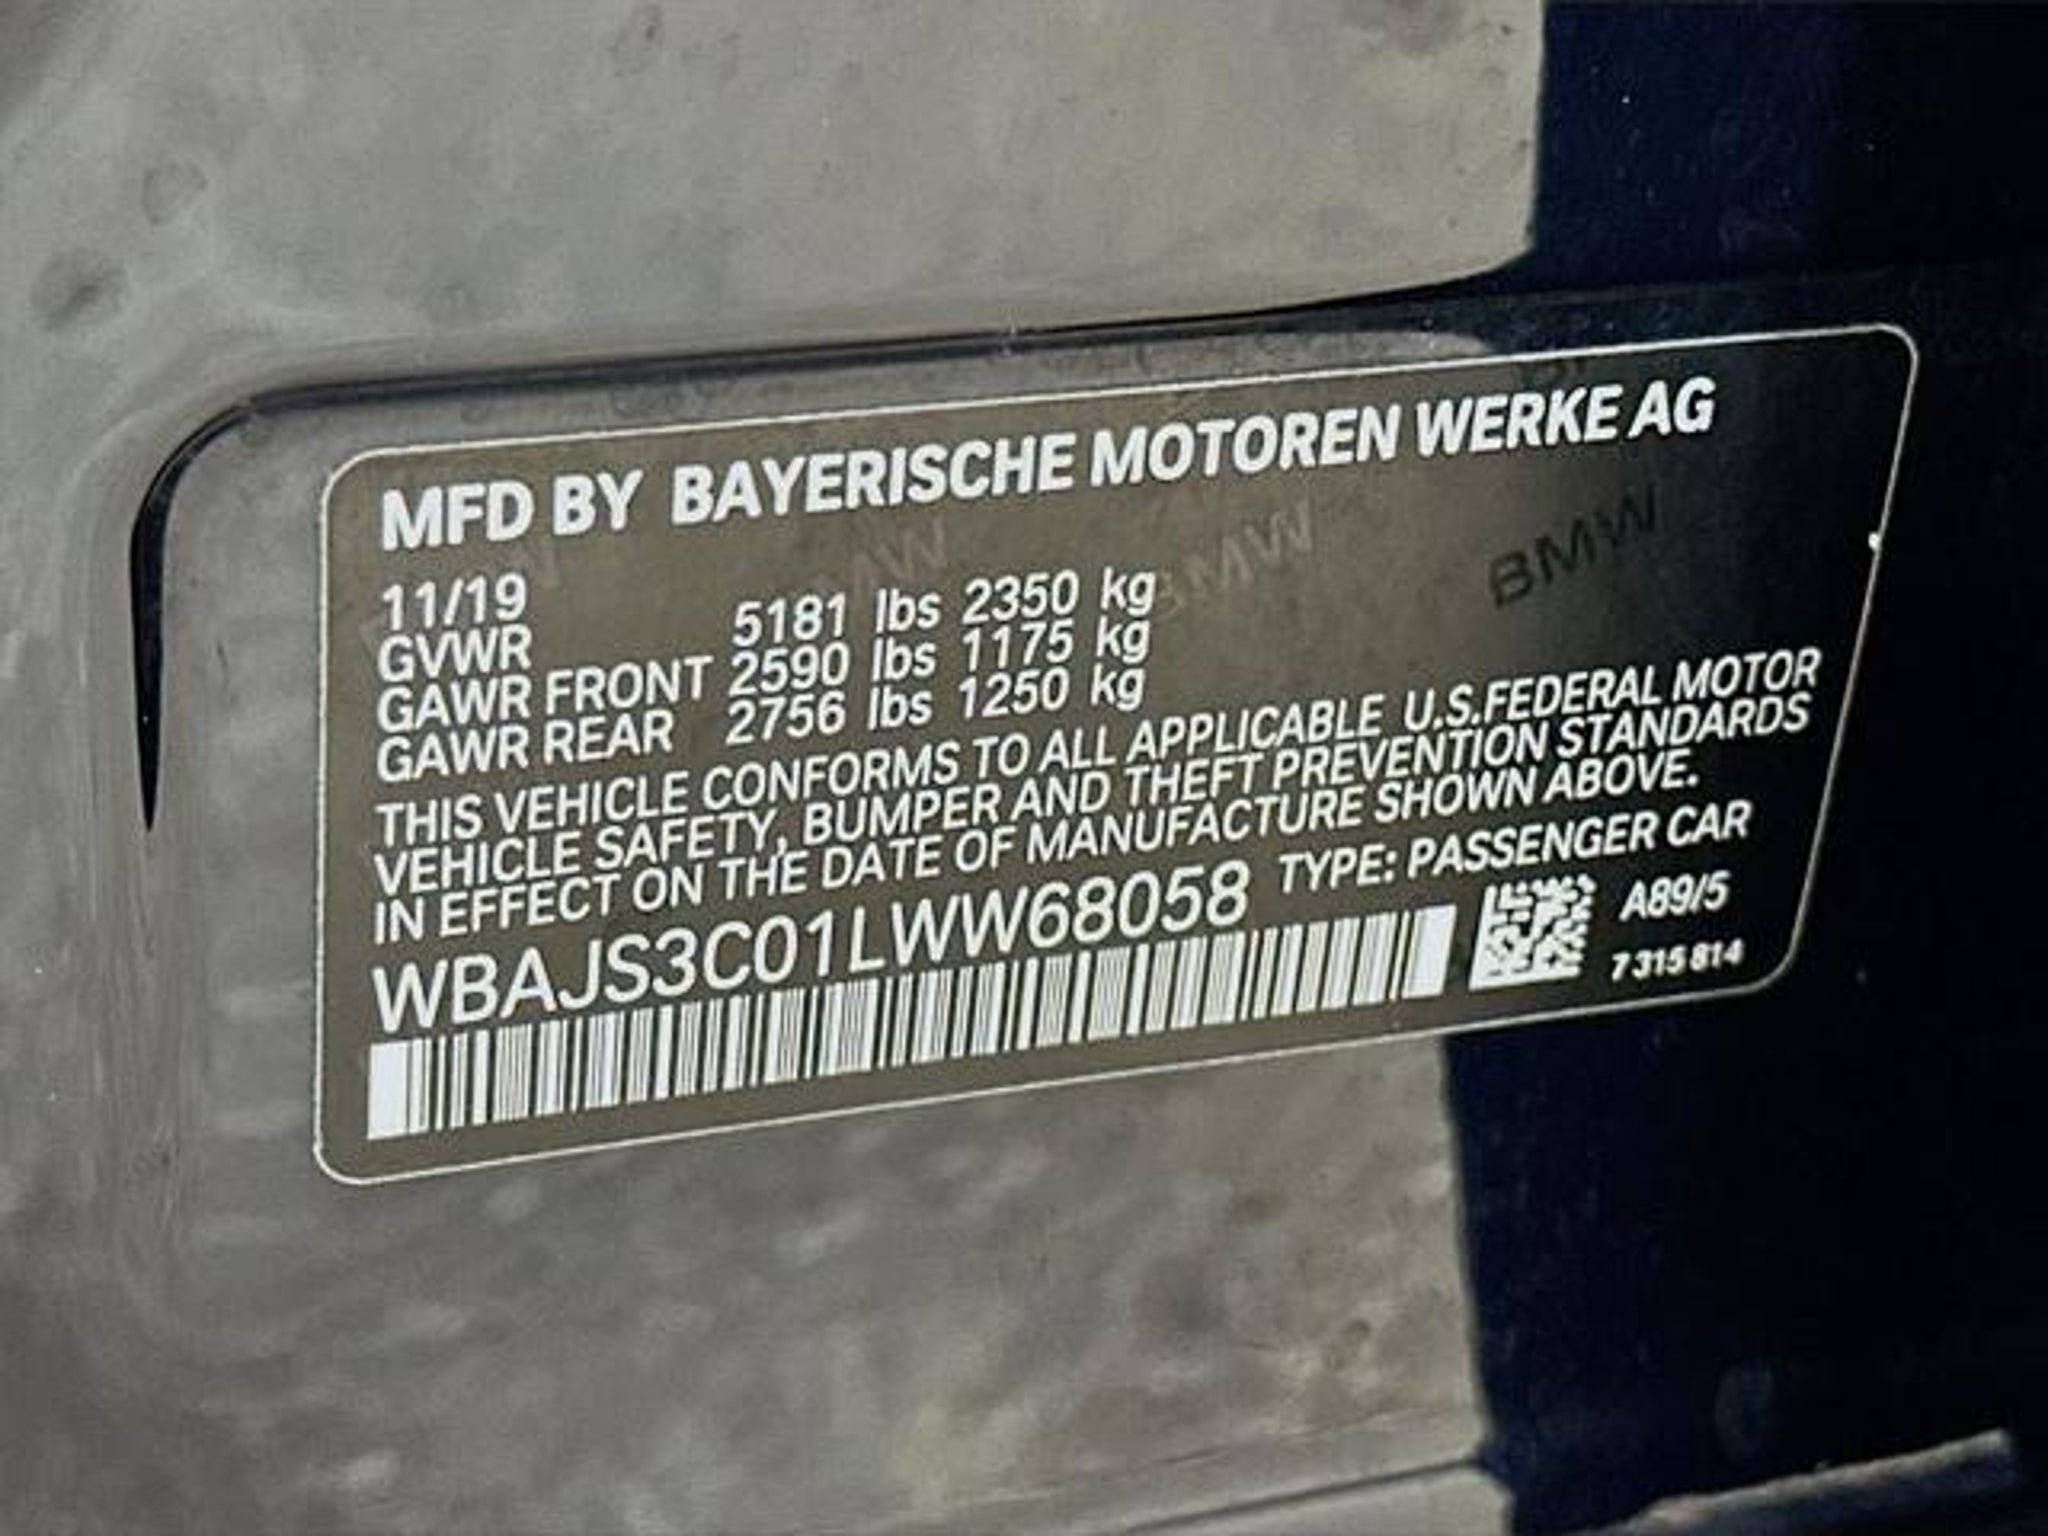 MFD BY BAYERISCHE MOTOREN WERKE AG
11/19
GVWR 5181 lbs 2350 kg
GAWR FRONT 2590 lbs 1175 kg
GAWR REAR 2756 lbs 1250 kg
THIS VEHICLE CONFORMS TO ALL APPLICABLE U.S.FEDERAL MOTOR
VEHICLE SAFETY, BUMPER AND THEFT PREVENTION STANDARDS
IN EFFECT ON THE DATE OF MANUFACTURE SHOWN ABOVE.
WBAJS3C01LWW68058 TYPE: PASSENGER CAR
A89/5
7 315 814
BMW BMW BMW